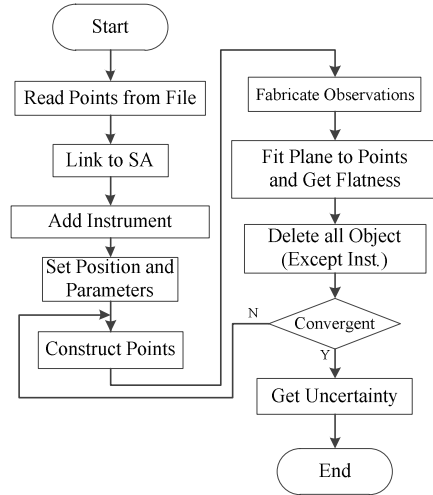 Start
Read Points from File
Link to SA
Add Instrument
Set Position and
Parameters
Construct Points
Fabricate Observations
Fit Plane to Points
and Get Flatness
Delete all Object
(Except Inst.)
Convergent
N
Y
Get Uncertainty
End